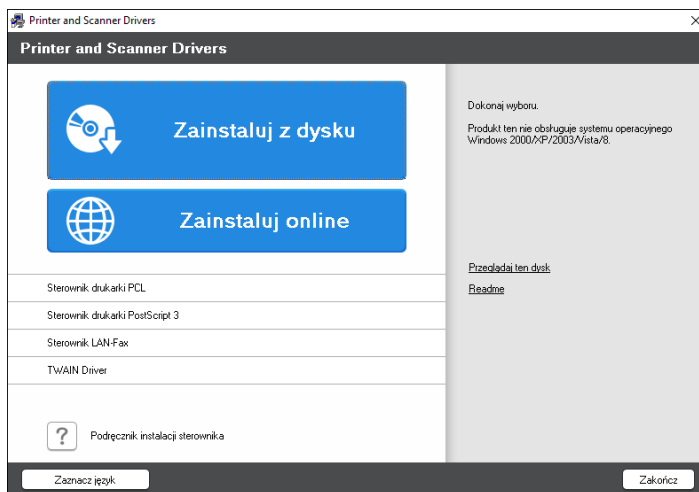 Printer and Scanner Drivers
Printer and Scanner Drivers
Zainstaluj z dysku
Zainstaluj online
Sterownik drukarki PCL
Sterownik drukarki PostScript 3
Sterownik LAN-Fax
TWAIN Driver
? Podręcznik instalacji sterownika
Dokonaj wyboru.
Produkt ten nie obsługuje systemu operacyjnego
Windows 2000/XP/2003/Vista/8.
Przeglądaj ten dysk
Readme
Zaznacz język
Zakończ